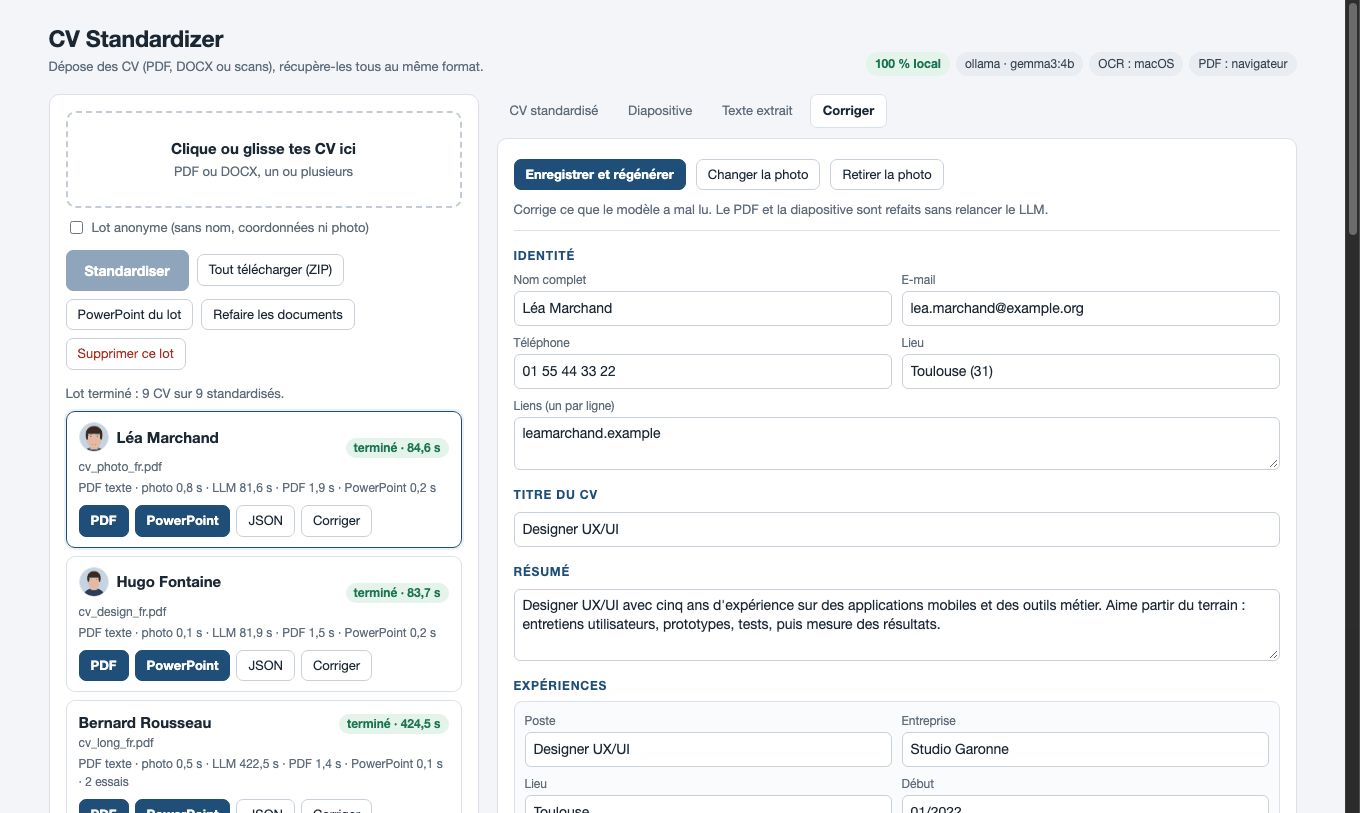 CV Standardizer
Dépose des CV (PDF, DOCX ou scans), récupère-les tous au même format.
100 % local
ollama · gemma3:4b
OCR : macOS
PDF : navigateur
Clique ou glisse tes CV ici
PDF ou DOCX, un ou plusieurs
Lot anonyme (sans nom, coordonnées ni photo)
Standardiser
Tout télécharger (ZIP)
PowerPoint du lot
Refaire les documents
Supprimer ce lot
Lot terminé : 9 CV sur 9 standardisés.
Léa Marchand
terminé · 84,6 s
cv_photo_fr.pdf
PDF texte · photo 0,8 s · LLM 81,6 s · PDF 1,9 s · PowerPoint 0,2 s
PDF
PowerPoint
JSON
Corriger
Hugo Fontaine
terminé · 83,7 s
cv_design_fr.pdf
PDF texte · photo 0,1 s · LLM 81,9 s · PDF 1,5 s · PowerPoint 0,2 s
PDF
PowerPoint
JSON
Corriger
Bernard Rousseau
terminé · 424,5 s
cv_long_fr.pdf
PDF texte · photo 0,5 s · LLM 422,5 s · PDF 1,4 s · PowerPoint 0,1 s
· 2 essais
PDF
PowerPoint
JSON
Corriger
CV standardisé
Diapositive
Texte extrait
Corriger
Enregistrer et régénérer
Changer la photo
Retirer la photo
Corrige ce que le modèle a mal lu. Le PDF et la diapositive sont refaits sans relancer le LLM.
IDENTITÉ
Nom complet
E-mail
Léa Marchand
lea.marchand@example.org
Téléphone
Lieu
01 55 44 33 22
Toulouse (31)
Liens (un par ligne)
leamarchand.example
TITRE DU CV
Designer UX/UI
RÉSUMÉ
Designer UX/UI avec cinq ans d'expérience sur des applications mobiles et des outils métier. Aime partir du terrain :
entretiens utilisateurs, prototypes, tests, puis mesure des résultats.
EXPÉRIENCES
Poste
Entreprise
Designer UX/UI
Studio Garonne
Lieu
Début
Toulouse
01/2022